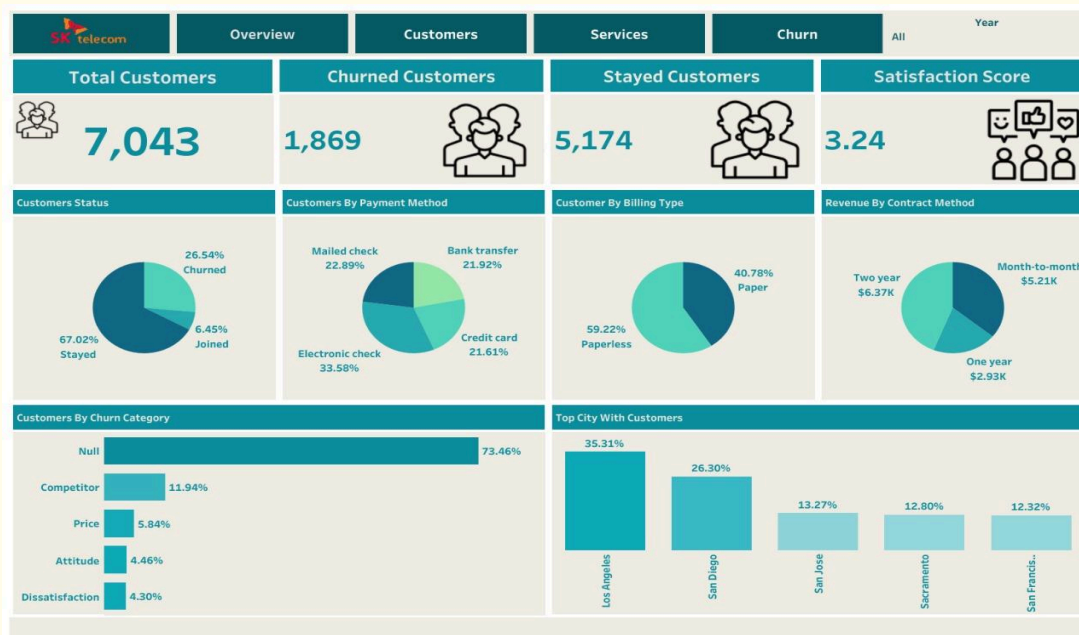 SK telecom
Overview
Customers
Services
Churn
Year
All
Total Customers
Churned Customers
Stayed Customers
Satisfaction Score
7,043
1,869
5,174
3.24
Customers Status
Customers By Payment Method
Customer By Billing Type
Revenue By Contract Method
26.54%
Churned
6.45%
Joined
67.02%
Stayed
Mailed check
22.89%
Bank transfer
21.92%
Credit card
21.61%
Electronic check
33.58%
40.78%
Paper
59.22%
Paperless
Two year
$6.37K
Month-to-month
$5.21K
One year
$2.93K
Customers By Churn Category
Null
73.46%
Competitor
11.94%
Price
5.84%
Attitude
4.46%
Dissatisfaction
4.30%
Top City With Customers
35.31%
26.30%
13.27%
12.80%
12.32%
Los Angeles
San Diego
San Jose
Sacramento
San Francis..